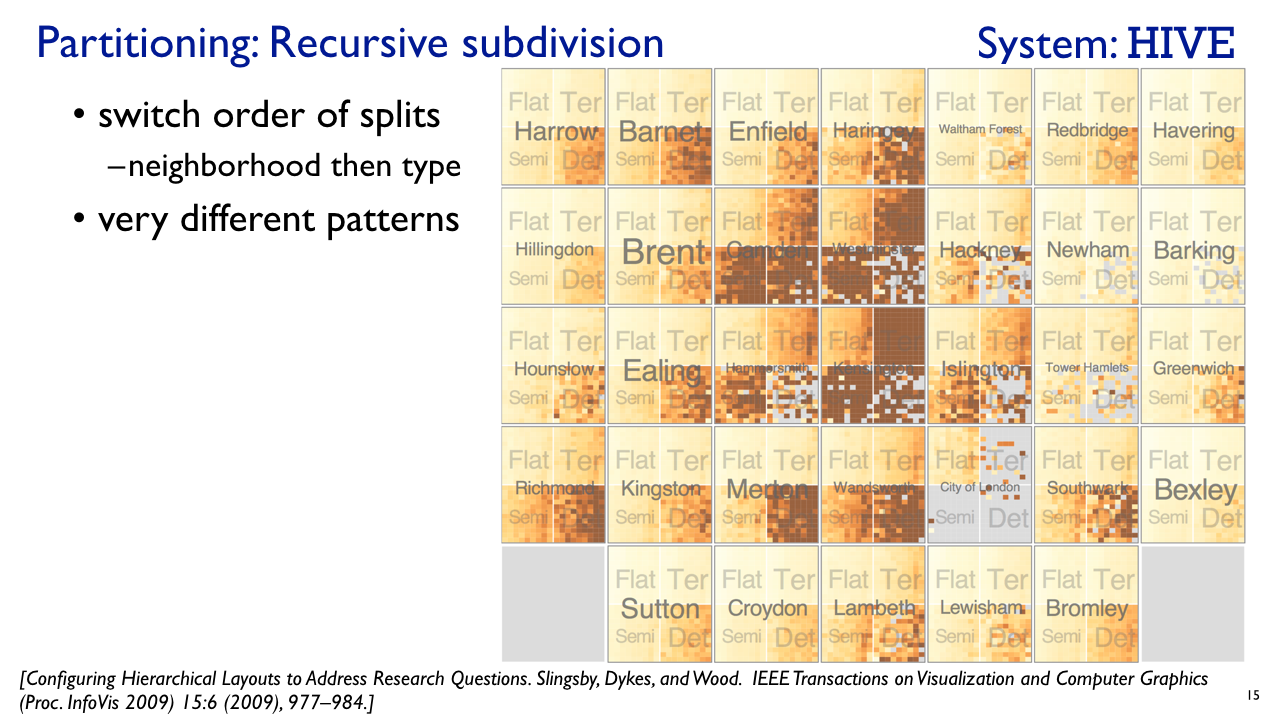 Partitioning: Recursive subdivision
System: HIVE
• switch order of splits
–neighborhood then type
• very different patterns
Flat Ter Flat Ter Flat Ter Flat Ter Flat Ter Flat Ter Flat Ter
Harrow Barnet Enfield Haringey Waltham Forest Redbridge Havering
Semi Det Semi Det Semi Det Semi Det Semi Det Semi Det Semi Det
Flat Ter Flat Ter Flat Ter Flat Ter Flat Ter Flat Ter Flat Ter
Hillingdon Brent Camden Westminster Hackney Newham Barking
Semi Det Semi Det Semi Det Semi Det Semi Det
Flat Ter Flat Ter Flat Ter Flat Ter Flat Ter Flat Ter Flat Ter
Hounslow Ealing Hammersmith Kensington Islington Tower Hamlets Greenwich
Semi Det Semi Det Semi Det Semi Det Semi Det Semi Det
Flat Ter Flat Ter Flat Ter Flat Ter Flat Ter Flat Ter Flat Ter
Richmond Kingston Merton Wandsworth City of London Southwark Bexley
Semi Det Semi Det Semi Det Semi Det Semi Det Semi Det Semi Det
Flat Ter Flat Ter Flat Ter Flat Ter Flat Ter
Sutton Croydon Lambeth Lewisham Bromley
Semi Det Semi Det Semi Det Semi Det Semi Det
[Configuring Hierarchical Layouts to Address Research Questions. Slingsby, Dykes, and Wood. IEEE Transactions on Visualization and Computer Graphics
(Proc. InfoVis 2009) 15:6 (2009), 977–984.]
15